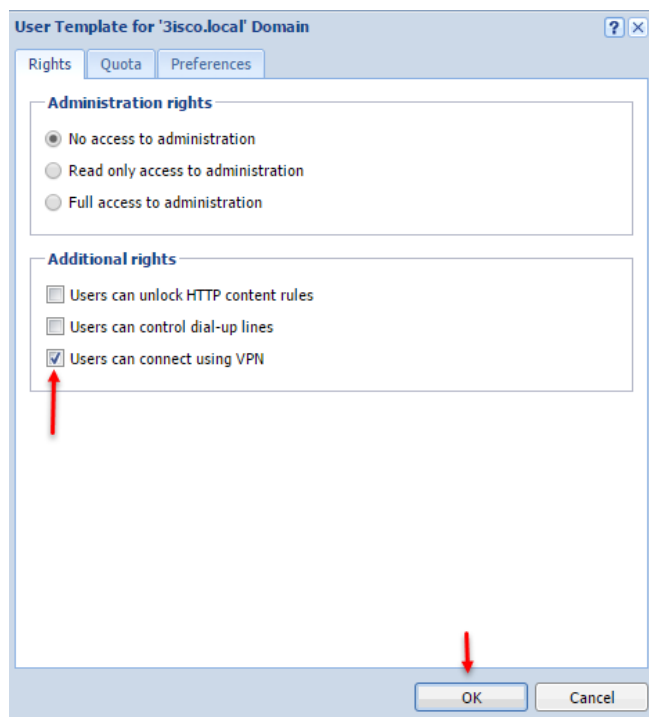 User Template for '3isco.local' Domain
?
Rights Quota Preferences
Administration rights
No access to administration
Read only access to administration
Full access to administration
Additional rights
Users can unlock HTTP content rules
Users can control dial-up lines
Users can connect using VPN
OK Cancel